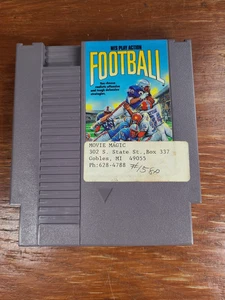 NES PLAY ACTION
FOOTBALL
MOVIE MAGIC
302 S. State St.,Box 337
Gobles, MI 49055
Ph:628-4788